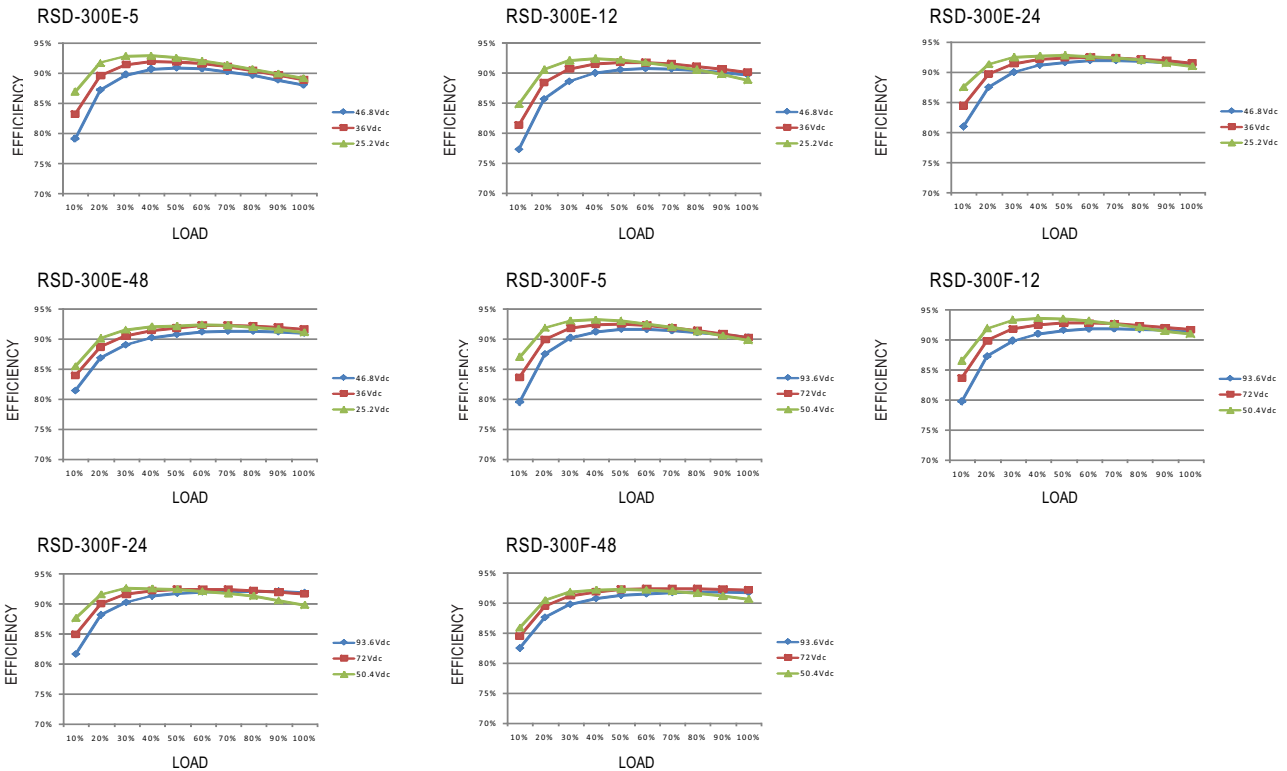 RSD-300E-5
EFFICIENCY
95%
90%
85%
80%
75%
70%
10% 20% 30% 40% 50% 60% 70% 80% 90% 100%
LOAD
46.8Vdc
36Vdc
25.2Vdc
RSD-300E-12
EFFICIENCY
95%
90%
85%
80%
75%
70%
10% 20% 30% 40% 50% 60% 70% 80% 90% 100%
LOAD
46.8Vdc
36Vdc
25.2Vdc
RSD-300E-24
EFFICIENCY
95%
90%
85%
80%
75%
70%
10% 20% 30% 40% 50% 60% 70% 80% 90% 100%
LOAD
46.8Vdc
36Vdc
25.2Vdc
RSD-300E-48
EFFICIENCY
95%
90%
85%
80%
75%
70%
10% 20% 30% 40% 50% 60% 70% 80% 90% 100%
LOAD
46.8Vdc
36Vdc
25.2Vdc
RSD-300F-5
EFFICIENCY
95%
90%
85%
80%
75%
70%
10% 20% 30% 40% 50% 60% 70% 80% 90% 100%
LOAD
93.6Vdc
72Vdc
50.4Vdc
RSD-300F-12
EFFICIENCY
95%
90%
85%
80%
75%
70%
10% 20% 30% 40% 50% 60% 70% 80% 90% 100%
LOAD
93.6Vdc
72Vdc
50.4Vdc
RSD-300F-24
EFFICIENCY
95%
90%
85%
80%
75%
70%
10% 20% 30% 40% 50% 60% 70% 80% 90% 100%
LOAD
93.6Vdc
72Vdc
50.4Vdc
RSD-300F-48
EFFICIENCY
95%
90%
85%
80%
75%
70%
10% 20% 30% 40% 50% 60% 70% 80% 90% 100%
LOAD
93.6Vdc
72Vdc
50.4Vdc